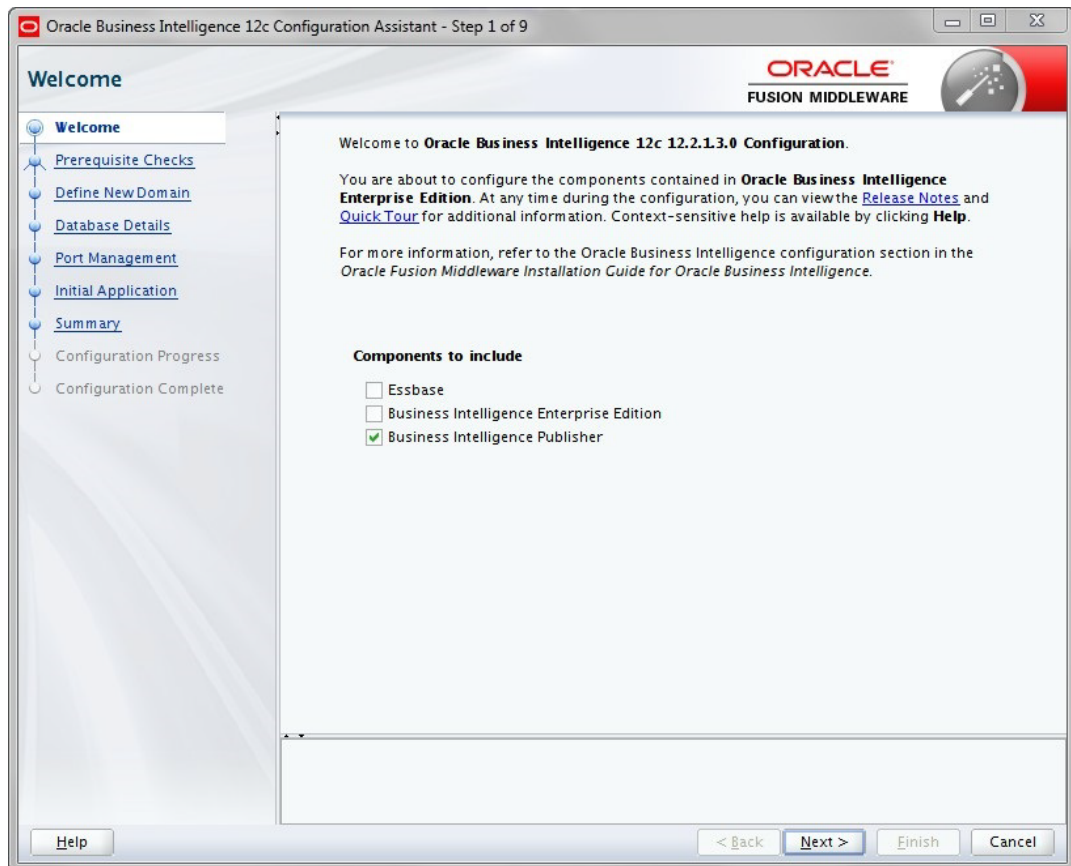 Oracle Business Intelligence 12c Configuration Assistant - Step 1 of 9
Welcome
ORACLE
FUSION MIDDLEWARE
Welcome
Prerequisite Checks
Define New Domain
Database Details
Port Management
Initial Application
Summary
Configuration Progress
Configuration Complete
Welcome to Oracle Business Intelligence 12c 12.2.1.3.0 Configuration.
You are about to configure the components contained in Oracle Business Intelligence
Enterprise Edition. At any time during the configuration, you can view the Release Notes and
Quick Tour for additional information. Context-sensitive help is available by clicking Help.
For more information, refer to the Oracle Business Intelligence configuration section in the
Oracle Fusion Middleware Installation Guide for Oracle Business Intelligence.
Components to include
Essbase
Business Intelligence Enterprise Edition
Business Intelligence Publisher
Help
< Back
Next >
Finish
Cancel